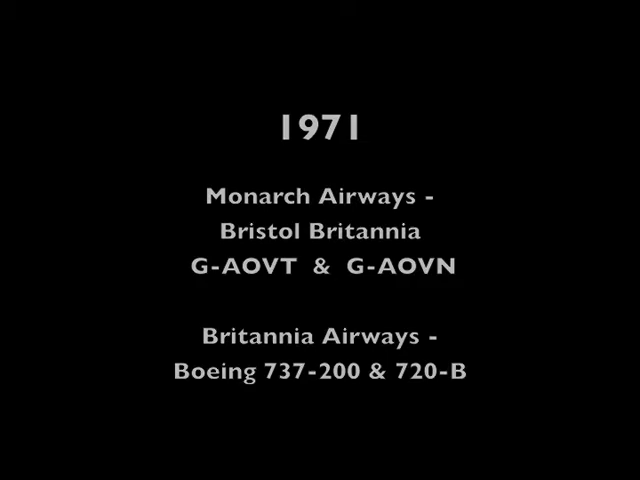 1971
Monarch Airways -
Bristol Britannia
G-AOVT & G-AOVN
Britannia Airways -
Boeing 737-200 & 720-B